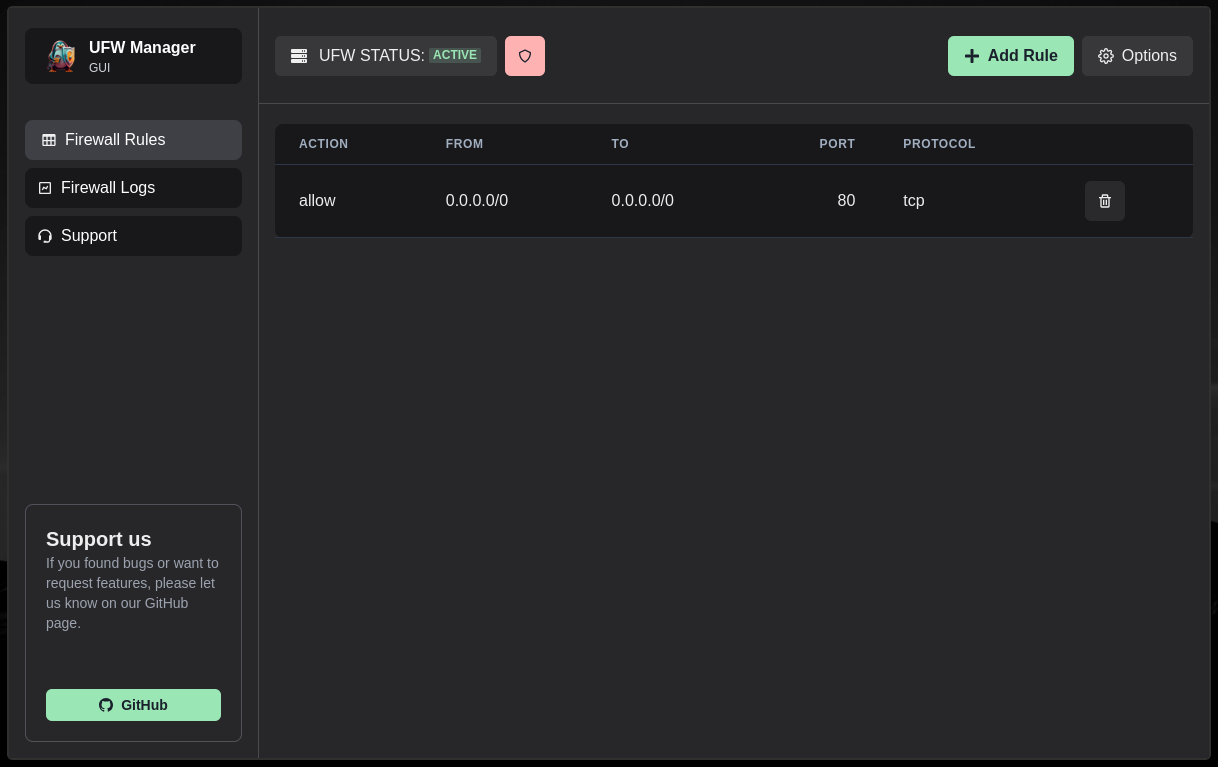 UFW Manager
GUI
Firewall Rules
Firewall Logs
Support
Support us
If you found bugs or want to
request features, please let
us know on our GitHub
page.
GitHub
UFW STATUS: ACTIVE
Add Rule
Options
ACTION FROM TO PORT PROTOCOL
allow 0.0.0.0/0 0.0.0.0/0 80 tcp